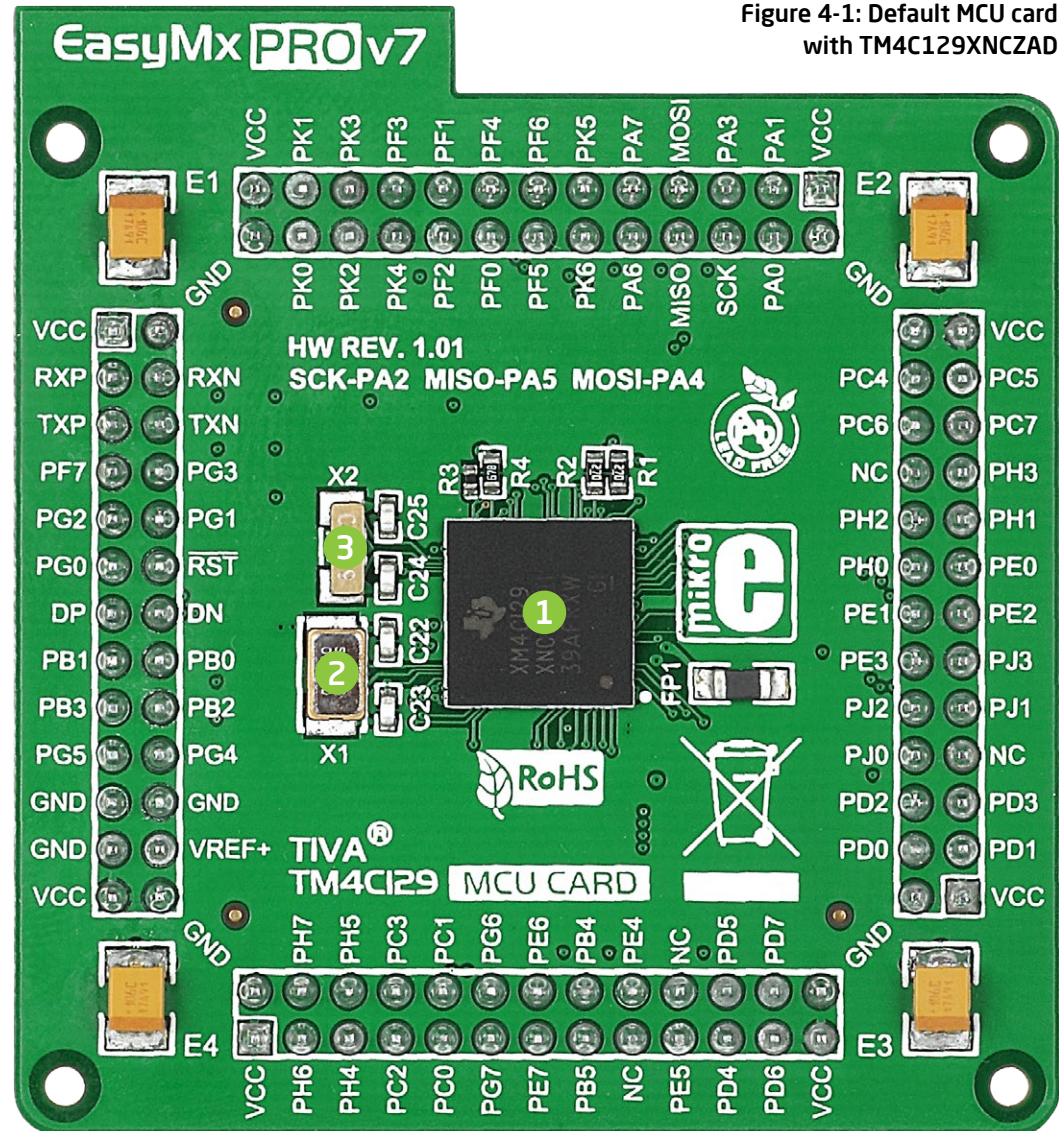 Figure 4-1: Default MCU card
with TM4C129XNCZAD
EasyMx PRO v7
VCC PK1 PK3 PF3 PF1 PF4 PF6 PK5 PA7 MOSI PA3 PA1 VCC
E1
E2
GND PK0 PK2 PK4 PF2 PF0 PF5 PK6 PA6 MISO SCK PA0 GND
HW REV. 1.01
SCK-PA2 MISO-PA5 MOSI-PA4
VCC
RXP RXN
TXP TXN
PF7 PG3
PG2 PG1
PG0 RST
DP DN
PB1 PB0
PB3 PB2
PG5 PG4
GND GND
GND VREF+
VCC GND
Pb
LEAD FREE
R3 R4 R2 R1
X2
C25
3
C24
C22
2
C23
X1
1
XM4C129
mikro e
FP1
RoHS
VCC
PC4 PC5
PC6 PC7
NC PH3
PH2 PH1
PH0 PE0
PE1 PE2
PE3 PJ3
PJ2 PJ1
PJ0 NC
PD2 PD3
PD0 PD1
GND VCC
TIVA®
TM4C129 MCU CARD
PH7 PH5 PC3 PC1 PG6 PE6 PB4 PE4 NC PD5 PD7
E4
E3
VCC PH6 PH4 PC2 PC0 PG7 PE7 PB5 NC PE5 PD4 PD6 VCC